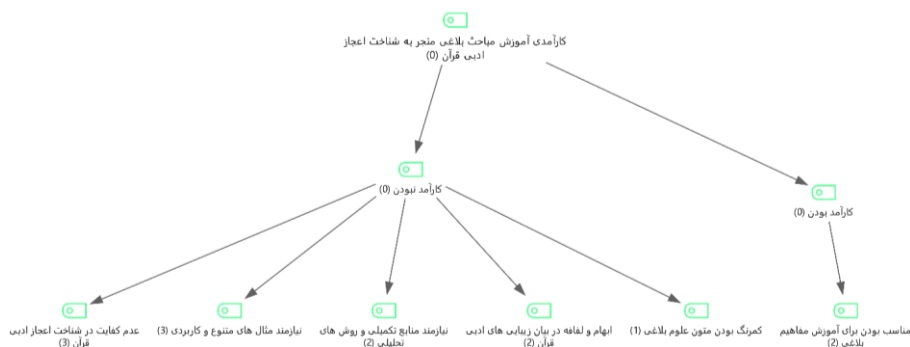 کارآمدی آموزش مباحث بلاغی منجر به شناخت اعجاز
ادبی قرآن (0)
کارآمد نبودن (0)
کارآمد بودن (0)
مناسب بودن برای آموزش مفاهیم
بلاغی (2)
کمرنگ بودن متون علوم بلاغی (1)
ابهام و لفافه در بیان زیبایی های ادبی
قرآن (2)
نیازمند منابع تکمیلی و روش های
تحلیلی (2)
نیازمند مثال های متنوع و کاربردی (3)
عدم کفایت در شناخت اعجاز ادبی
قرآن (3)